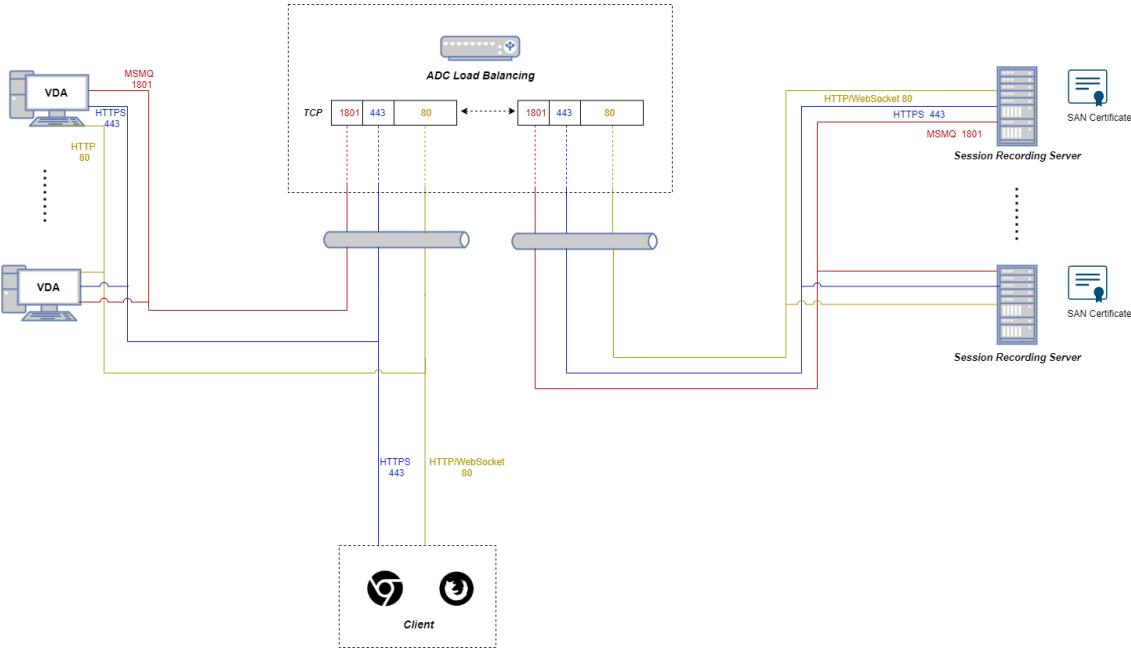 ADC Load Balancing
TCP
1801 443 80
1801 443 80
VDA
MSMQ
1801
HTTPS
443
HTTP
80
VDA
HTTP/WebSocket 80
HTTPS 443
MSMQ 1801
SAN Certificate
Session Recording Server
SAN Certificate
Session Recording Server
HTTPS
443
HTTP/WebSocket
80
Client